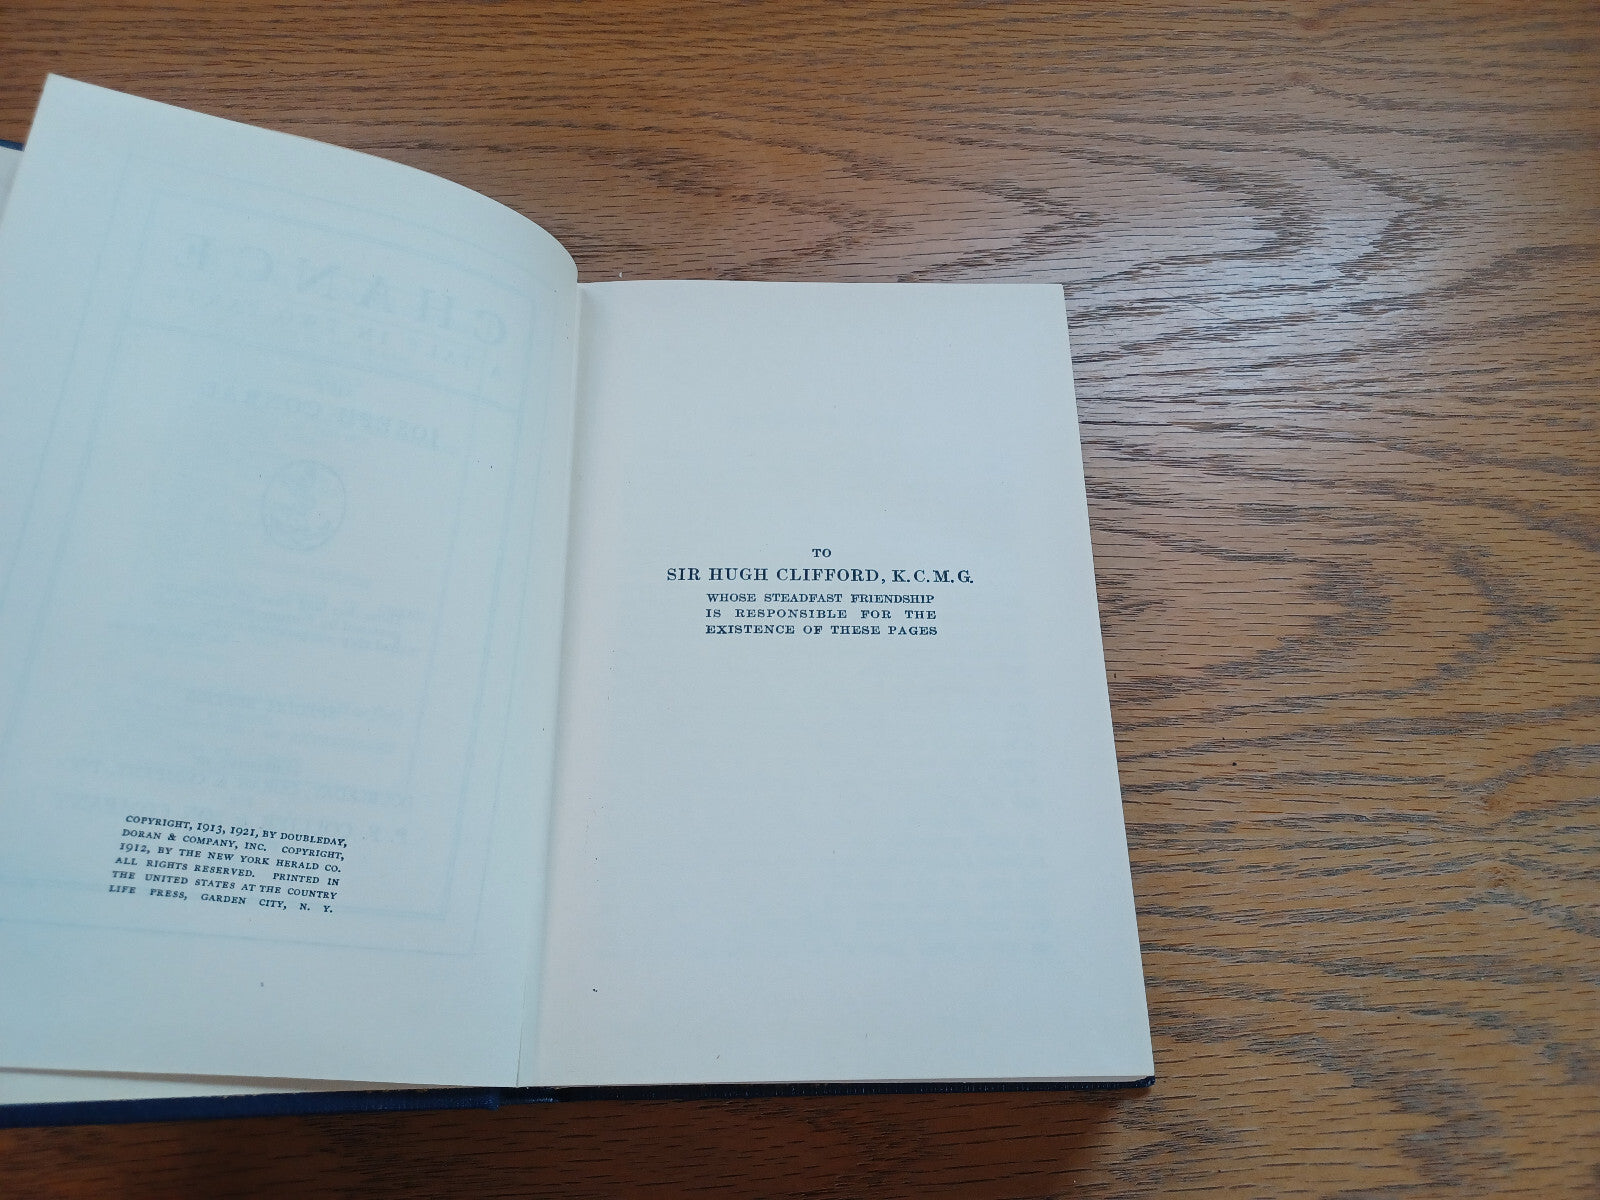 COPYRIGHT, 1913, 1921, BY DOUBLEDAY,
DORAN & COMPANY, INC. COPYRIGHT,
1912, BY THE NEW YORK HERALD CO.
ALL RIGHTS RESERVED. PRINTED IN
THE UNITED STATES AT THE COUNTRY
LIFE PRESS, GARDEN CITY, N. Y.
TO
SIR HUGH CLIFFORD, K.C.M.G.
WHOSE STEADFAST FRIENDSHIP
IS RESPONSIBLE FOR THE
EXISTENCE OF THESE PAGES